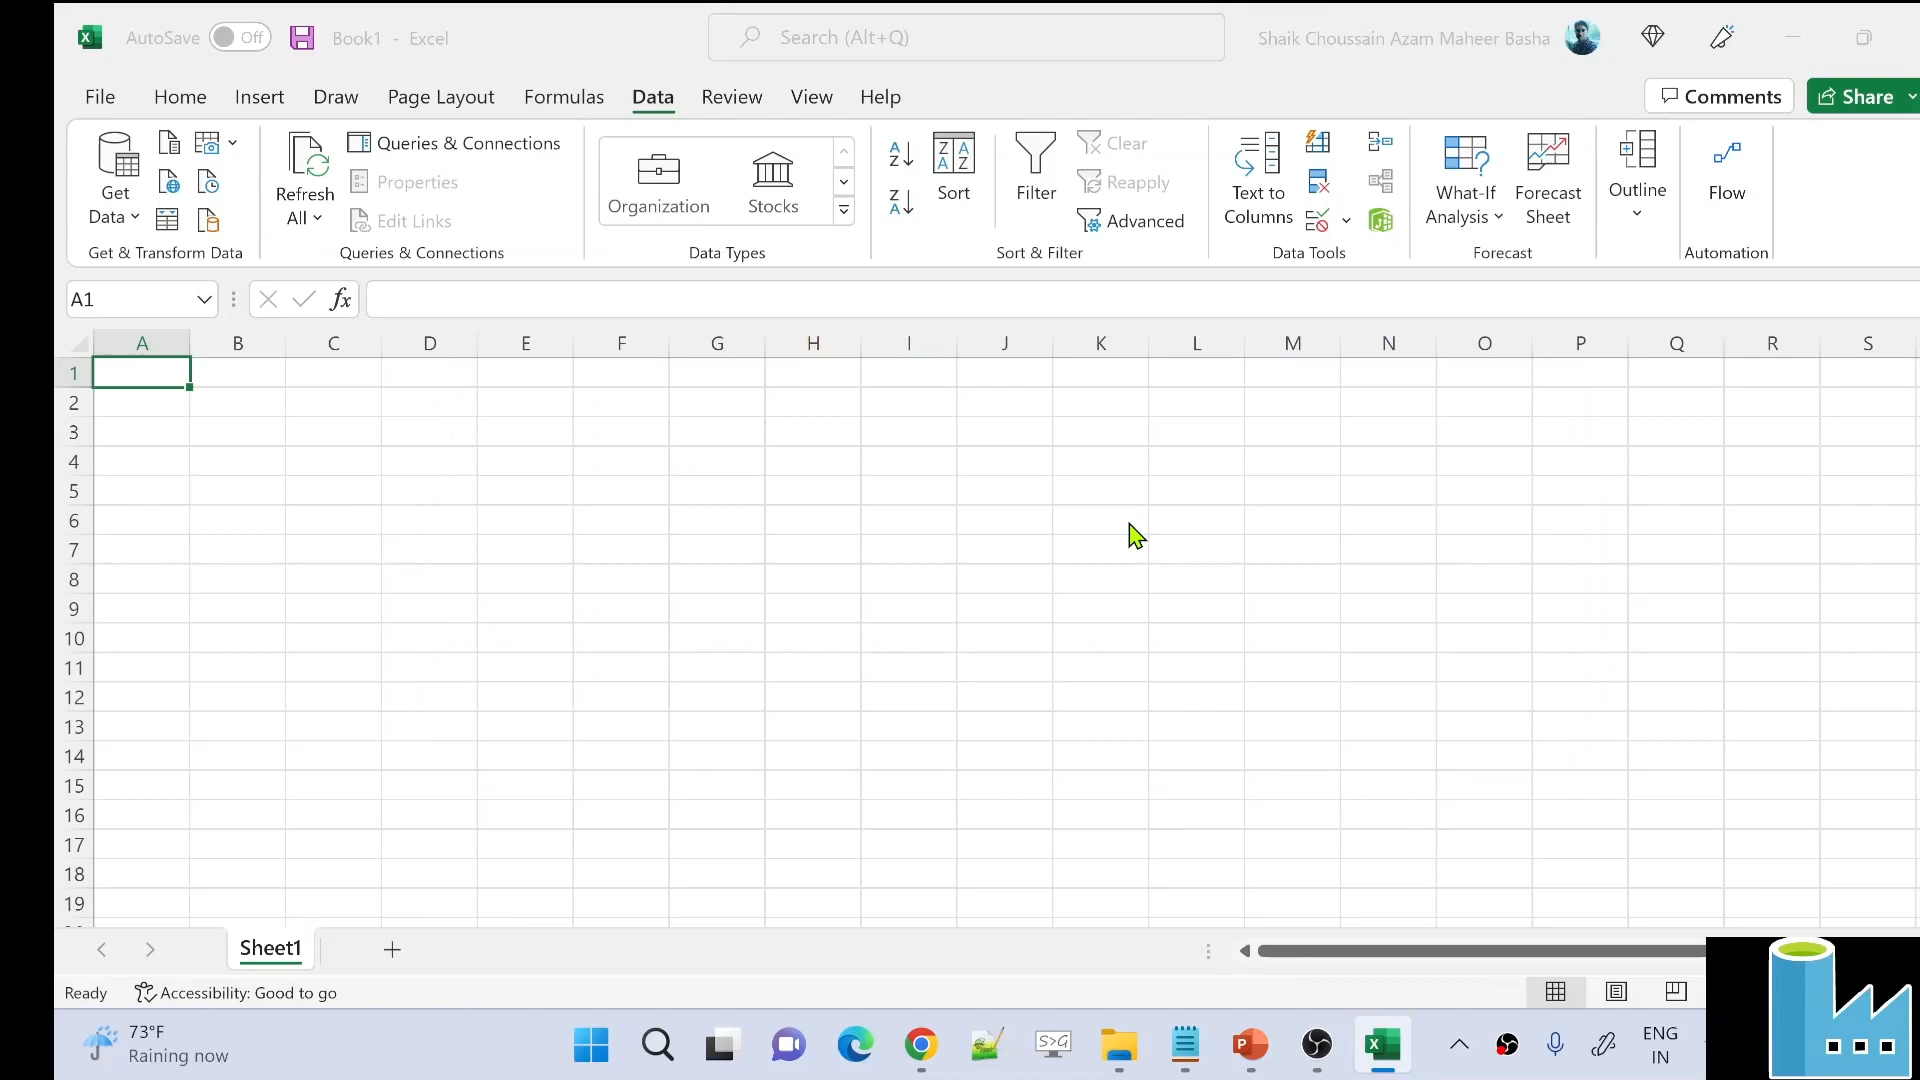 AutoSave Off Book1 - Excel Search (Alt+Q) Shaik Choussain Azam Maheer Basha
File Home Insert Draw Page Layout Formulas Data Review View Help Comments Share
Get Data
Refresh All
Queries & Connections
Properties
Edit Links
Organization
Stocks
Sort
Filter
Clear
Reapply
Advanced
Text to Columns
What-If Analysis
Forecast Sheet
Outline
Flow
Get & Transform Data Queries & Connections Data Types Sort & Filter Data Tools Forecast Automation
A1 fx
A B C D E F G H I J K L M N O P Q R S
1
2
3
4
5
6
7
8
9
10
11
12
13
14
15
16
17
18
19
Sheet1
Ready Accessibility: Good to go
73°F
Raining now
S>G
ENG
IN